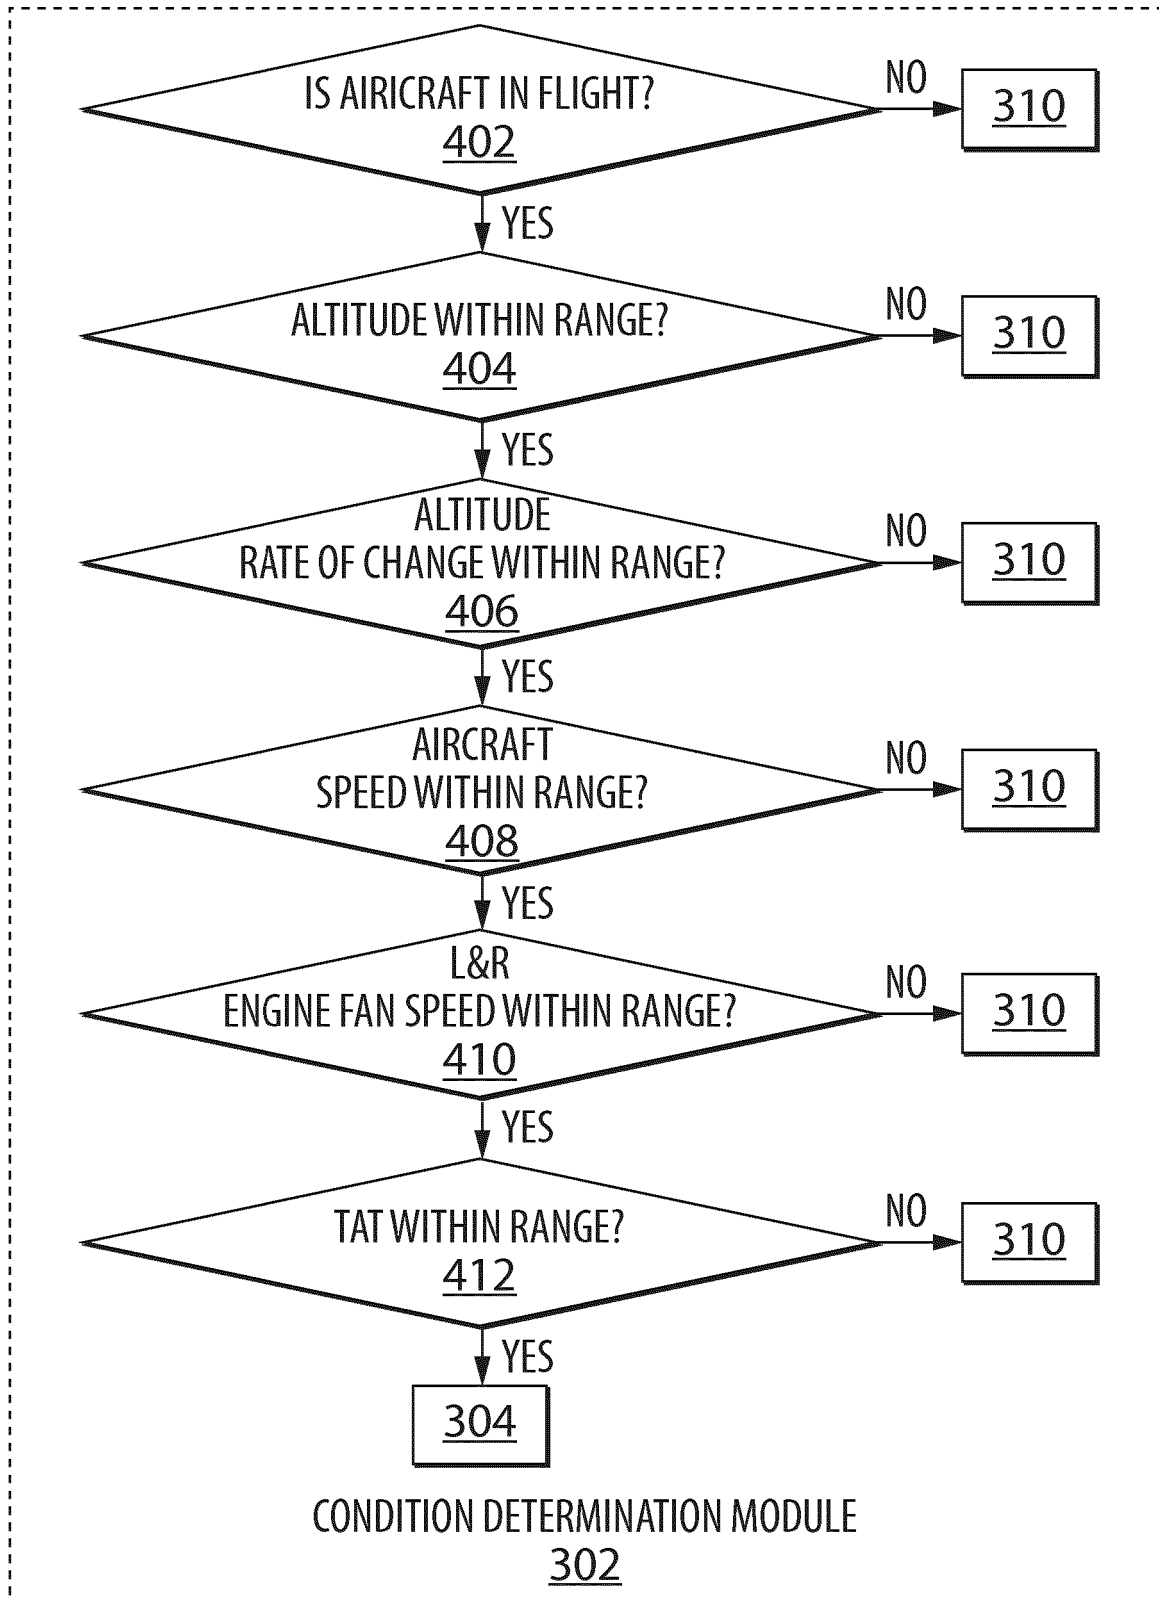 IS AIRICRAFT IN FLIGHT?
402
NO
310
YES
ALTITUDE WITHIN RANGE?
404
NO
310
YES
ALTITUDE
RATE OF CHANGE WITHIN RANGE?
406
NO
310
YES
AIRCRAFT
SPEED WITHIN RANGE?
408
NO
310
YES
L&R
ENGINE FAN SPEED WITHIN RANGE?
410
NO
310
YES
TAT WITHIN RANGE?
412
NO
310
YES
304
CONDITION DETERMINATION MODULE
302